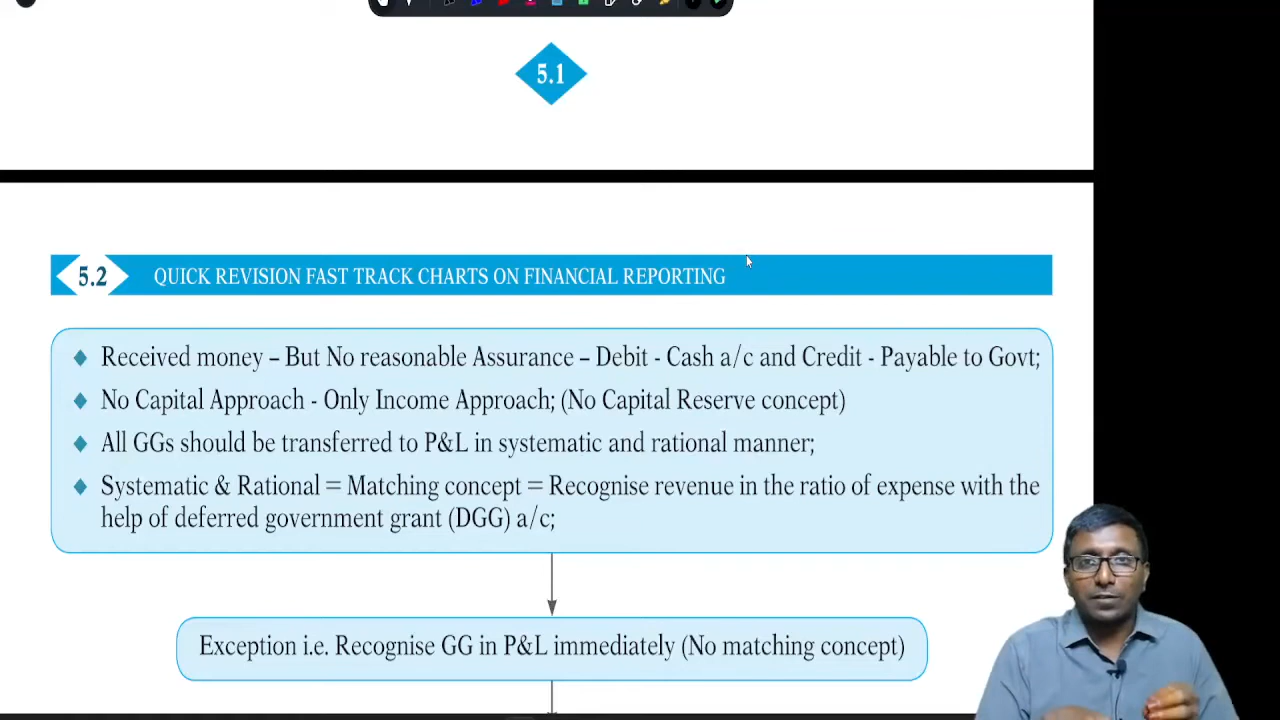 5.1
5.2 QUICK REVISION FAST TRACK CHARTS ON FINANCIAL REPORTING
◆ Received money – But No reasonable Assurance – Debit - Cash a/c and Credit - Payable to Govt;
◆ No Capital Approach - Only Income Approach; (No Capital Reserve concept)
◆ All GGs should be transferred to P&L in systematic and rational manner;
◆ Systematic & Rational = Matching concept = Recognise revenue in the ratio of expense with the
help of deferred government grant (DGG) a/c;
Exception i.e. Recognise GG in P&L immediately (No matching concept)